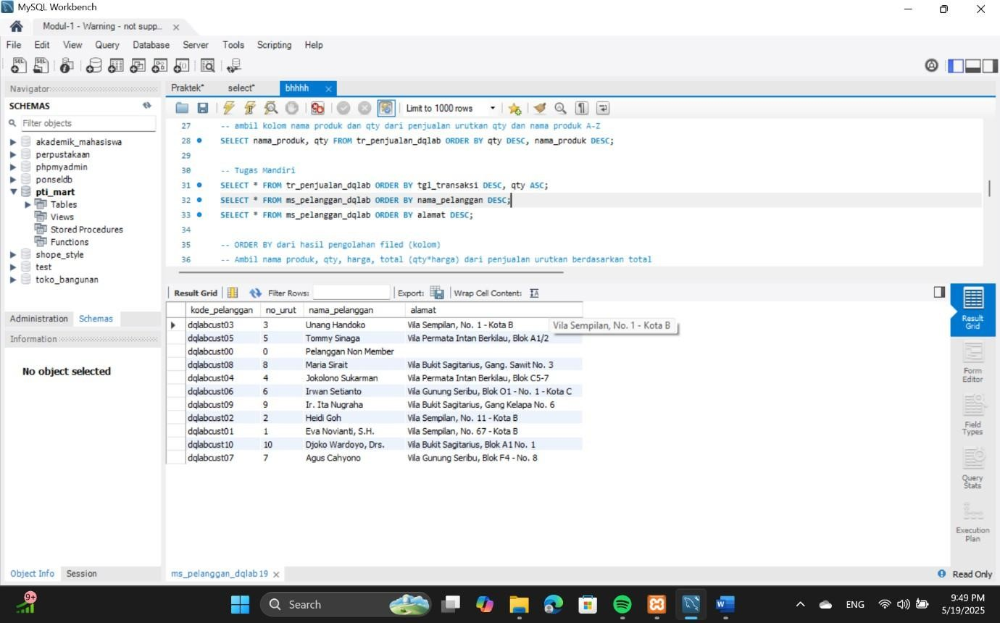 MySQL Workbench
Modul-1 - Warning - not supp...
File Edit View Query Database Server Tools Scripting Help
Navigator
SCHEMAS
Filter objects
akademik_mahasiswa
perpustakaan
phpmyadmin
ponseldb
pti_mart
Tables
Views
Stored Procedures
Functions
shope_style
test
toko_bangunan
Administration Schemas
Information
No object selected
Object Info Session
Praktek* select* bhhhh
Limit to 1000 rows
27 -- ambil kolom nama produk dan qty dari penjualan urutkan qty dan nama produk A-Z
28 SELECT nama_produk, qty FROM tr_penjualan_dqlab ORDER BY qty DESC, nama_produk DESC;
29
30 -- Tugas Mandiri
31 SELECT * FROM tr_penjualan_dqlab ORDER BY tgl_transaksi DESC, qty ASC;
32 SELECT * FROM ms_pelanggan_dqlab ORDER BY nama_pelanggan DESC;
33 SELECT * FROM ms_pelanggan_dqlab ORDER BY alamat DESC;
34
35 -- ORDER BY dari hasil pengolahan filed (kolom)
36 -- Ambil nama produk, qty, harga, total (qty*harga) dari penjualan urutkan berdasarkan total
Result Grid Filter Rows: Export: Wrap Cell Content:
kode_pelanggan no_urut nama_pelanggan alamat
dqlabcust03 3 Unang Handoko Vila Sempilan, No. 1 - Kota B
Vila Sempilan, No. 1 - Kota B
dqlabcust05 5 Tommy Sinaga Vila Permata Intan Berkilau, Blok A1/2
dqlabcust00 0 Pelanggan Non Member
dqlabcust08 8 Maria Sirait Vila Bukit Sagitarius, Gang. Sawit No. 3
dqlabcust04 4 Jokolono Sukarman Vila Permata Intan Berkilau, Blok C5-7
dqlabcust06 6 Irwan Setianto Vila Gunung Seribu, Blok O1 - No. 1 - Kota C
dqlabcust09 9 Ir. Ita Nugraha Vila Bukit Sagitarius, Gang Kelapa No. 6
dqlabcust02 2 Heidi Goh Vila Sempilan, No. 11 - Kota B
dqlabcust01 1 Eva Novianti, S.H. Vila Sempilan, No. 67 - Kota B
dqlabcust10 10 Djoko Wardoyo, Drs. Vila Bukit Sagitarius, Blok A1 No. 1
dqlabcust07 7 Agus Cahyono Vila Gunung Seribu, Blok F4 - No. 8
Result
Grid
Form
Editor
Field
Types
Query
Stats
Execution
Plan
ms_pelanggan_dqlab19
Read Only
9+
Search
ENG
9:49 PM
5/19/2025